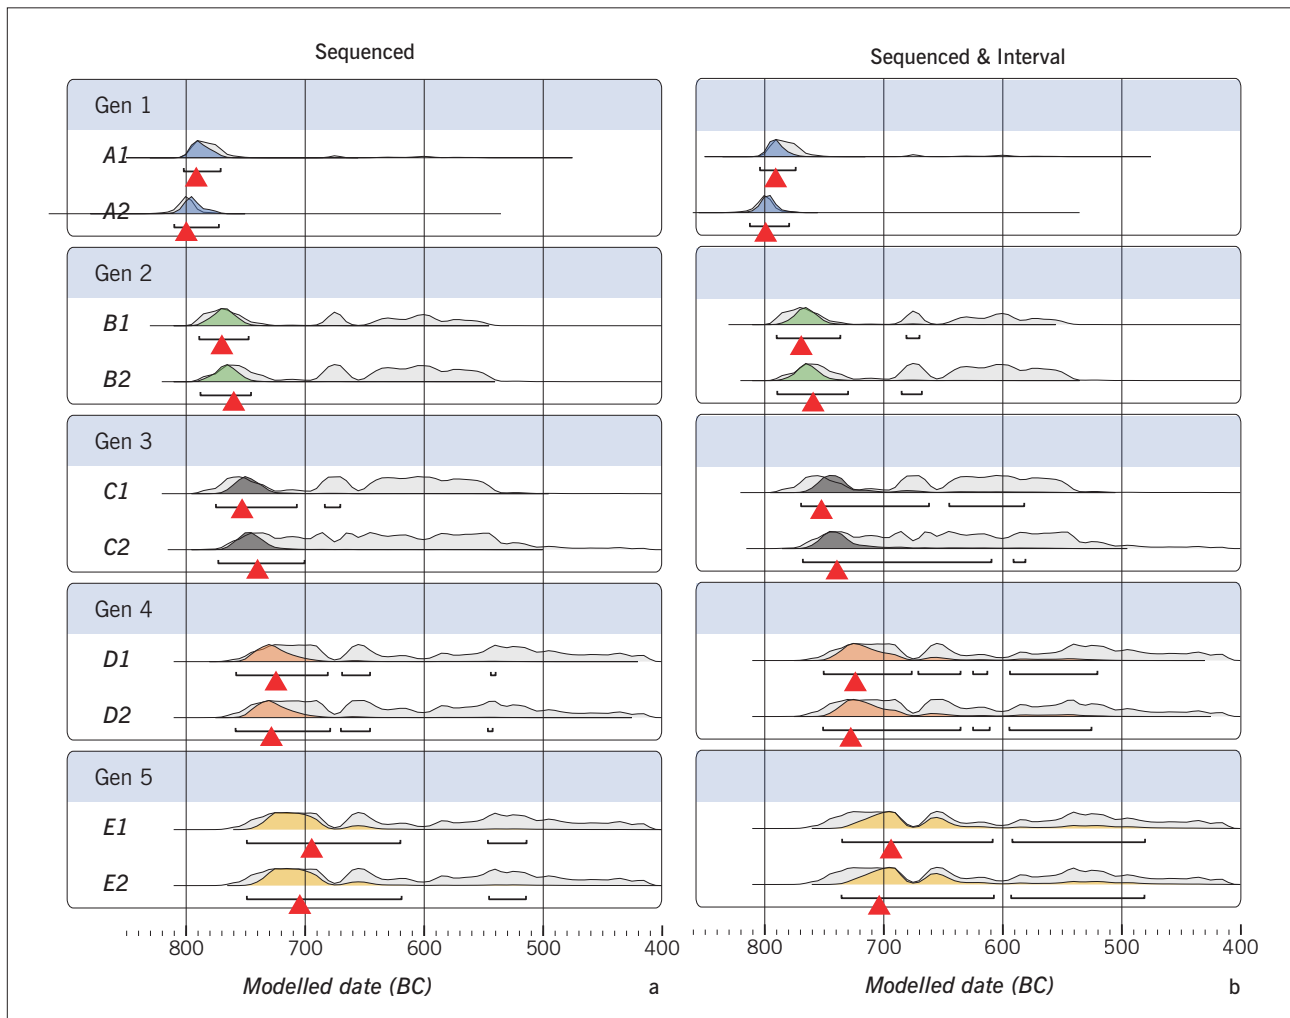 Sequenced
Gen 1
A1
A2
Gen 2
B1
B2
Gen 3
C1
C2
Gen 4
D1
D2
Gen 5
E1
E2
800 700 600 500 400
Modelled date (BC)
a
Sequenced & Interval
800 700 600 500 400
Modelled date (BC)
b